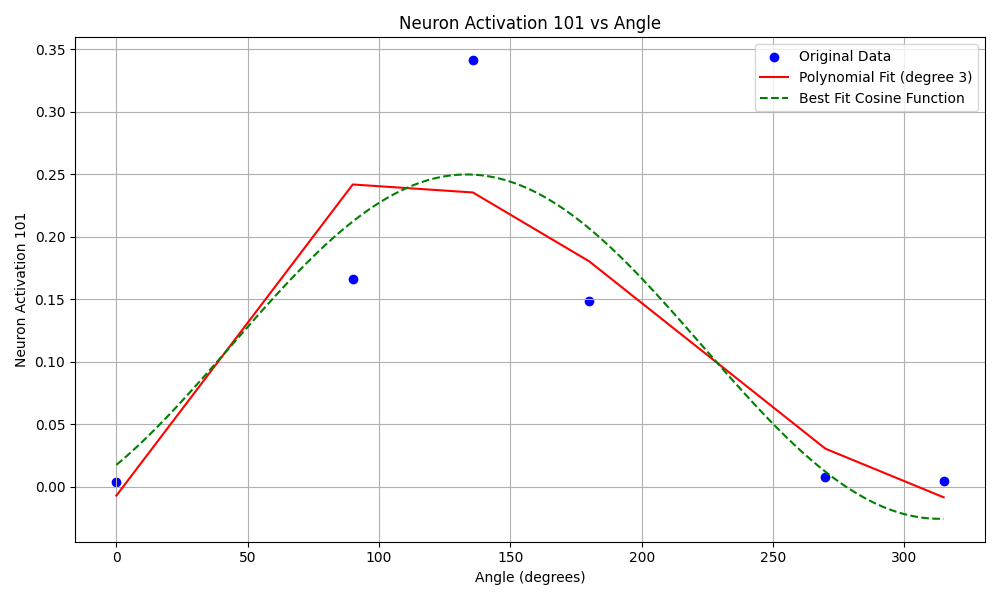 Neuron Activation 101 vs Angle
Original Data
Polynomial Fit (degree 3)
Best Fit Cosine Function
Neuron Activation 101
0.35
0.30
0.25
0.20
0.15
0.10
0.05
0.00
0 50 100 150 200 250 300
Angle (degrees)